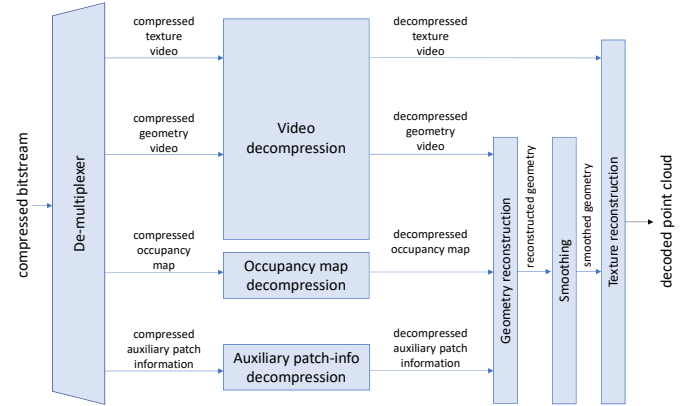 compressed bitstream
De-multiplexer
compressed
texture
video
compressed
geometry
video
compressed
occupancy
map
compressed
auxiliary patch
information
Video
decompression
Occupancy map
decompression
Auxiliary patch-info
decompression
decompressed
texture
video
decompressed
geometry
video
decompressed
occupancy map
decompressed
auxiliary patch
information
Geometry reconstruction
reconstructed geometry
Smoothing
smoothed geometry
Texture reconstruction
decoded point cloud